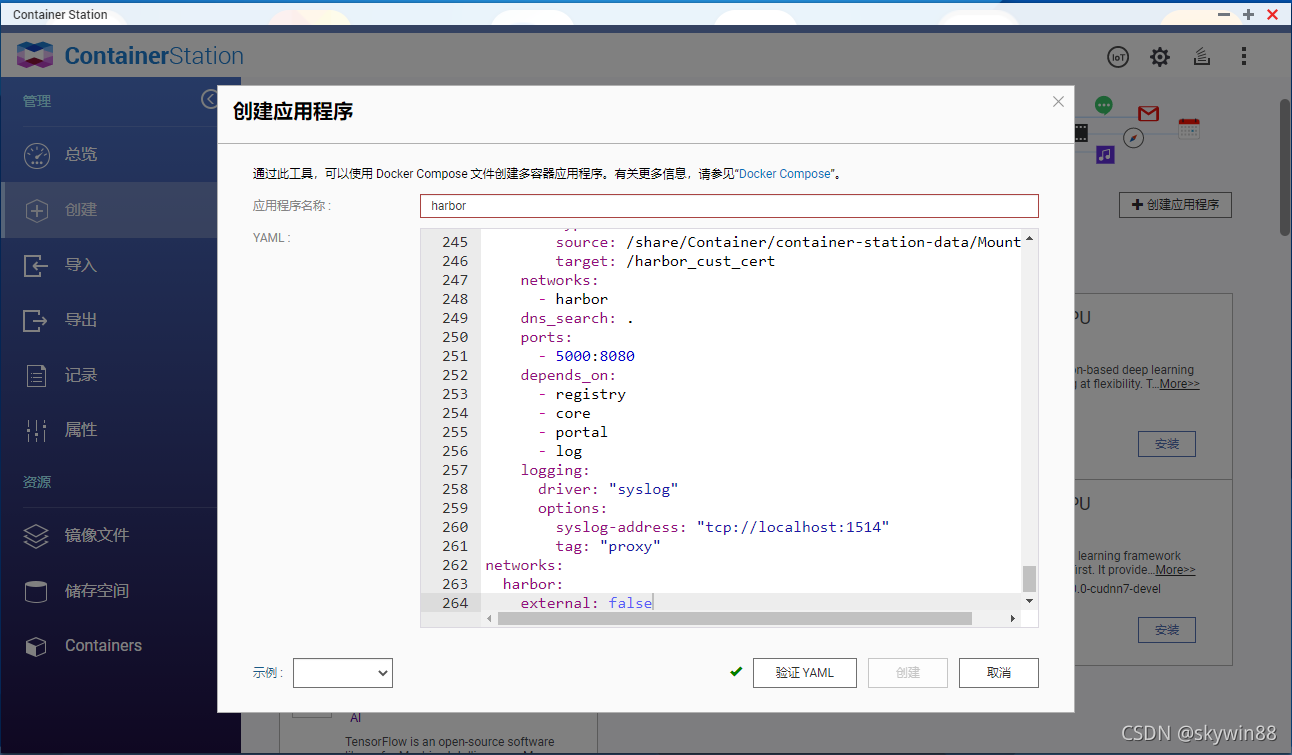 Container Station
ContainerStation
IoT
管理
总览
创建
导入
导出
记录
属性
资源
镜像文件
储存空间
Containers
创建应用程序
通过此工具，可以使用 Docker Compose 文件创建多容器应用程序。有关更多信息，请参见“Docker Compose”。
应用程序名称 :
harbor
YAML :
245 source: /share/Container/container-station-data/Mount
246 target: /harbor_cust_cert
247 networks:
248 - harbor
249 dns_search: .
250 ports:
251 - 5000:8080
252 depends_on:
253 - registry
254 - core
255 - portal
256 - log
257 logging:
258 driver: "syslog"
259 options:
260 syslog-address: "tcp://localhost:1514"
261 tag: "proxy"
262 networks:
263 harbor:
264 external: false
示例 :
验证 YAML
创建
取消
创建应用程序
PU
n-based deep learning
g at flexibility. T...More>>
安装
PU
learning framework
irst. It provide...More>>
.0-cudnn7-devel
安装
AI
TensorFlow is an open-source software
CSDN @skywin88